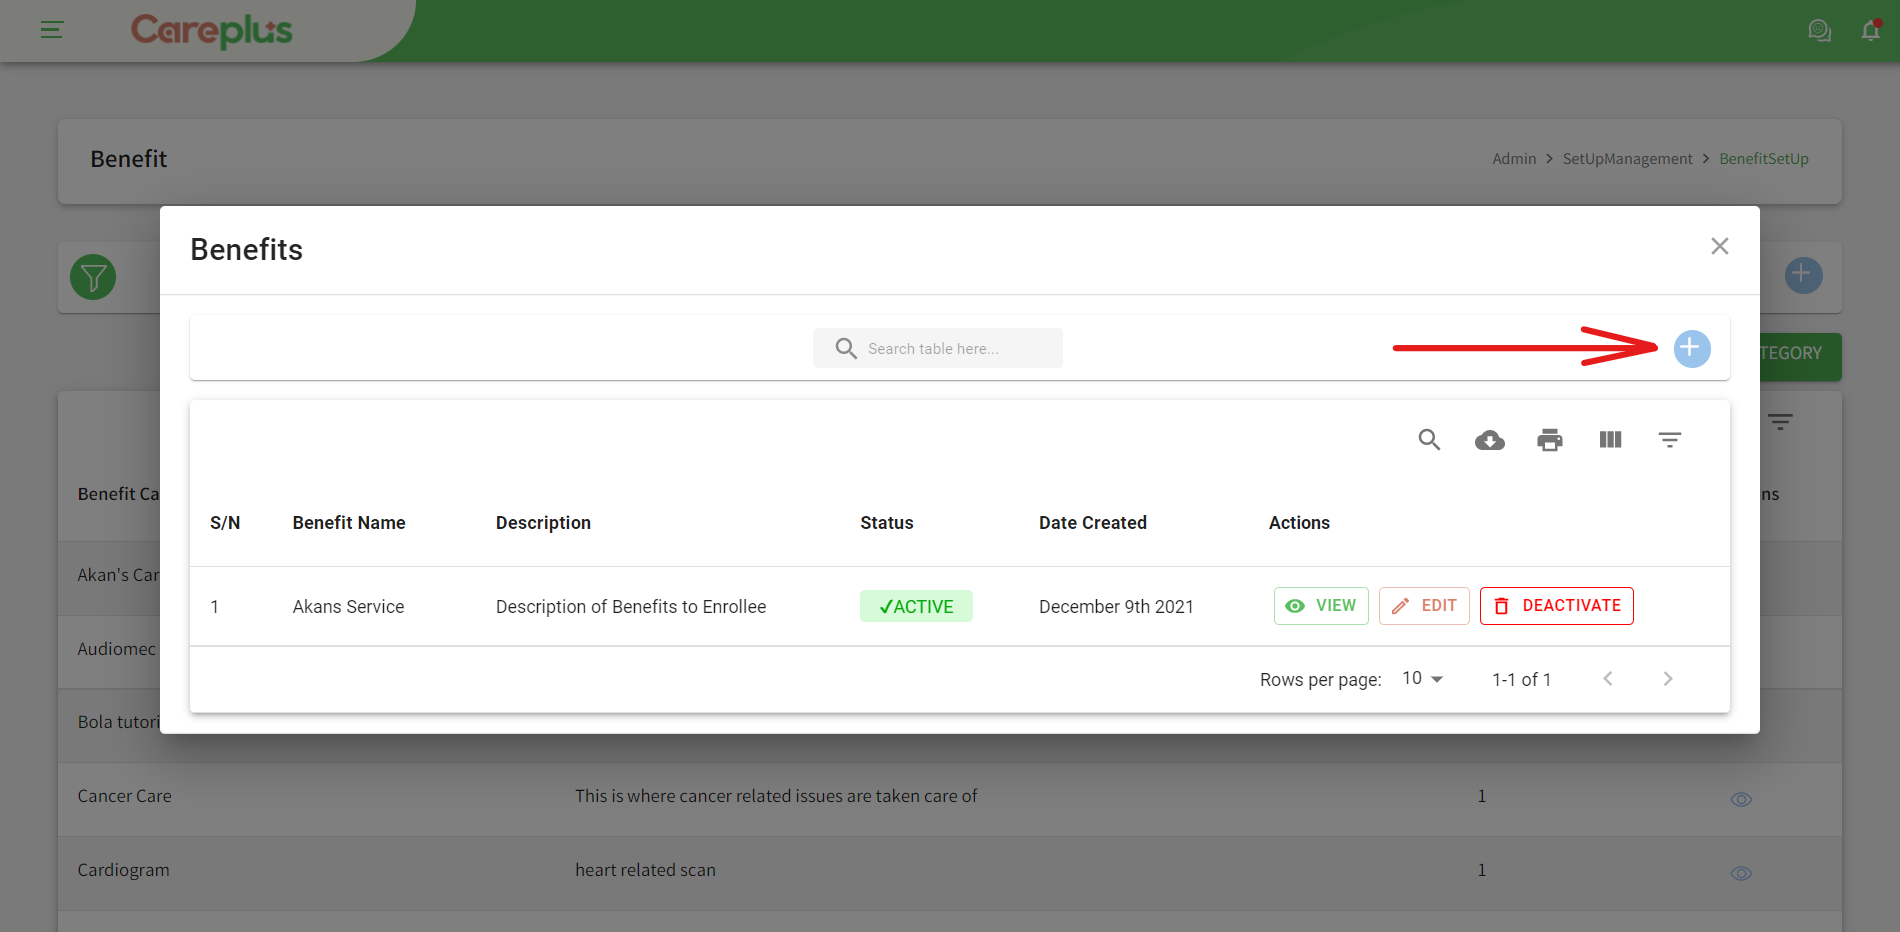 Careplus
Benefit
Admin > SetUpManagement > BenefitSetUp
Benefits
Search table here...
TEGORY
Benefit Ca
ns
S/N Benefit Name Description Status Date Created Actions
Akan's Car
1 Akans Service Description of Benefits to Enrollee ✓ACTIVE December 9th 2021 VIEW EDIT DEACTIVATE
Audiomec
Rows per page: 10 1-1 of 1
Bola tutori
Cancer Care This is where cancer related issues are taken care of 1
Cardiogram heart related scan 1